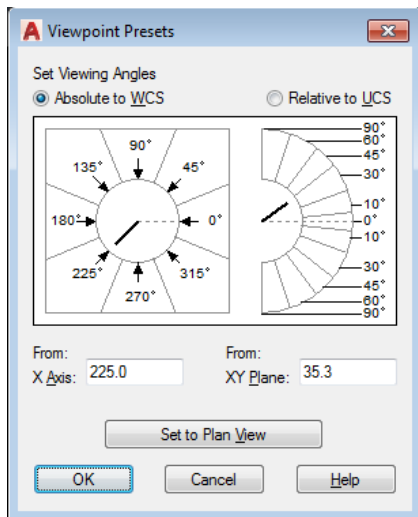 Viewpoint Presets
Set Viewing Angles
Absolute to WCS
Relative to UCS
90°
135°
45°
180°
0°
225°
315°
270°
90°
60°
45°
30°
10°
0°
10°
30°
45°
60°
90°
From:
X Axis: 225.0
From:
XY Plane: 35.3
Set to Plan View
OK
Cancel
Help